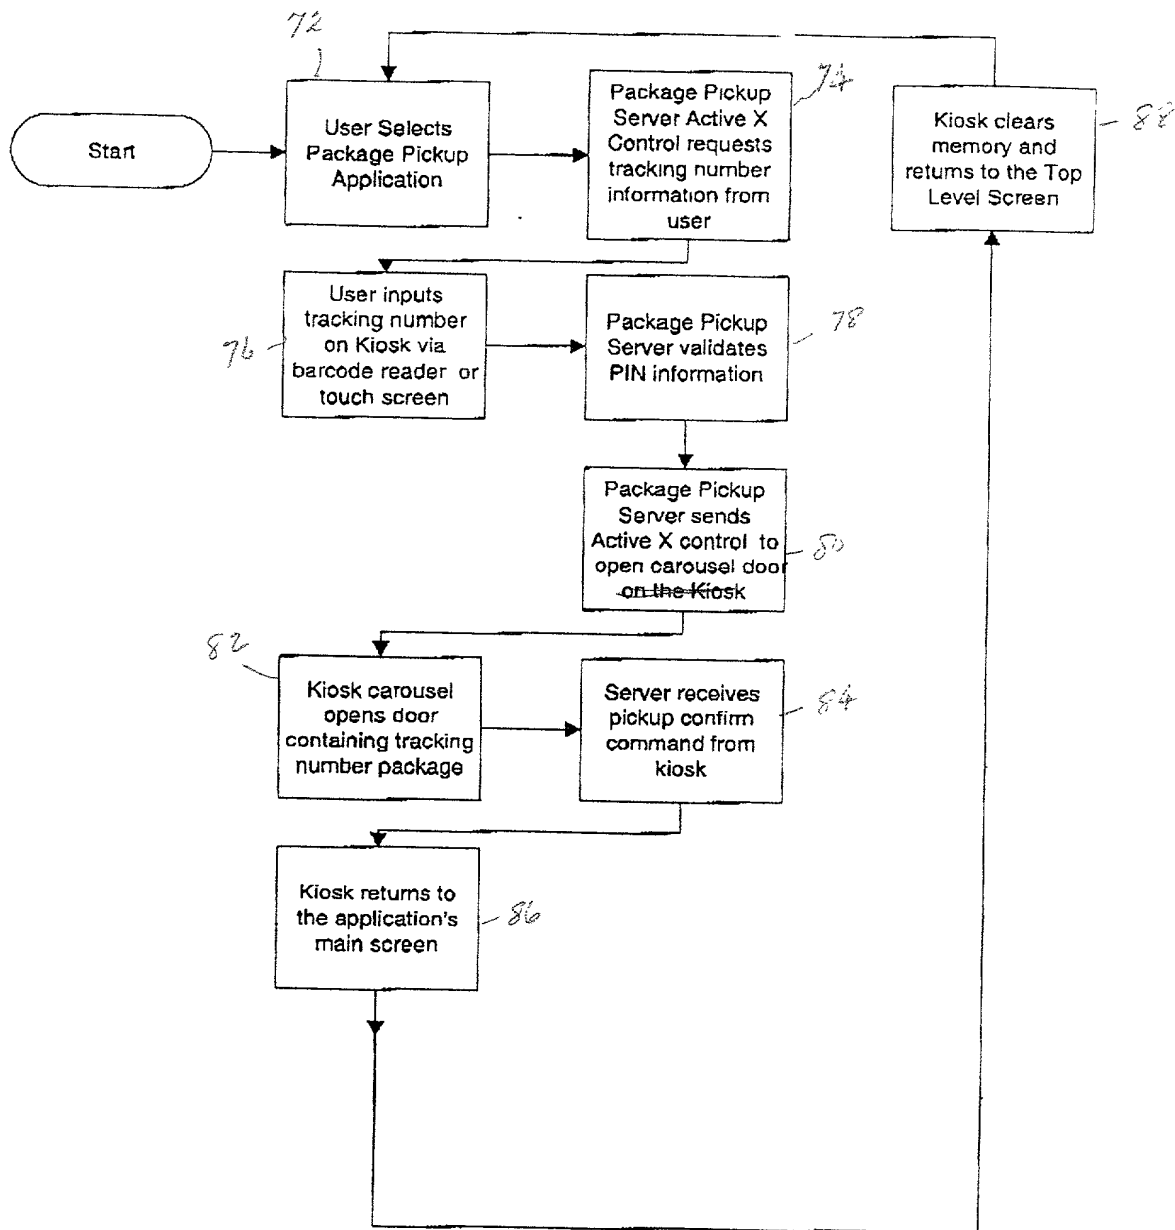 72
Start
User Selects
Package Pickup
Application
Package Pickup
Server Active X
Control requests
tracking number
information from
user
74
Kiosk clears
memory and
returns to the Top
Level Screen
88
User inputs
tracking number
on Kiosk via
barcode reader or
touch screen
76
Package Pickup
Server validates
PIN information
78
Package Pickup
Server sends
Active X control to
open carousel door
on the Kiosk
80
82
Kiosk carousel
opens door
containing tracking
number package
Server receives
pickup confirm
command from
kiosk
84
Kiosk returns to
the application's
main screen
86